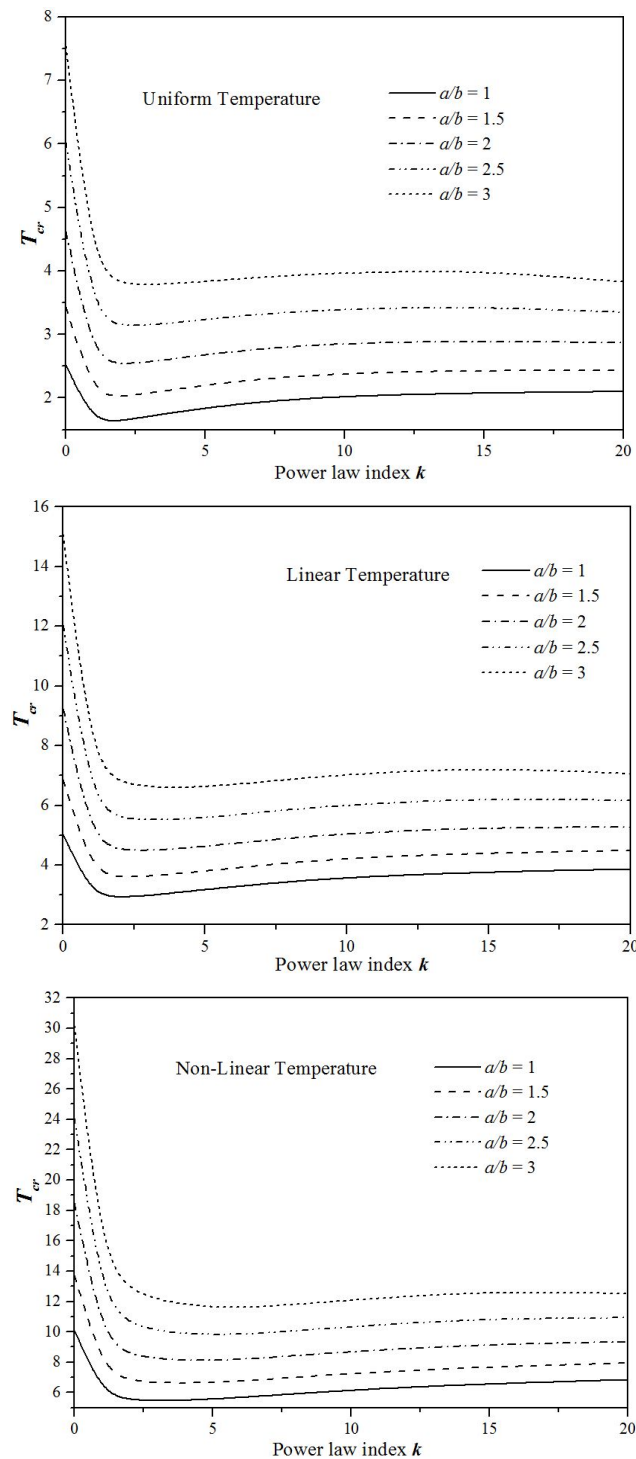 8
7
6
5
4
3
2
T_cr
Uniform Temperature
a/b = 1
a/b = 1.5
a/b = 2
a/b = 2.5
a/b = 3
0 5 10 15 20
Power law index k
16
14
12
10
8
6
4
2
T_cr
Linear Temperature
a/b = 1
a/b = 1.5
a/b = 2
a/b = 2.5
a/b = 3
0 5 10 15 20
Power law index k
32
30
28
26
24
22
20
18
16
14
12
10
8
6
T_cr
Non-Linear Temperature
a/b = 1
a/b = 1.5
a/b = 2
a/b = 2.5
a/b = 3
0 5 10 15 20
Power law index k